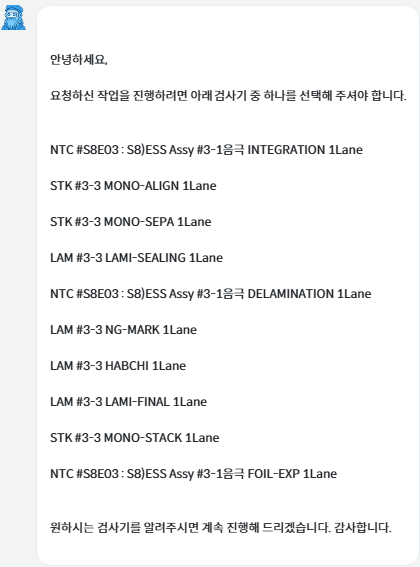 안녕하세요,
요청하신 작업을 진행하려면 아래 검사기 중 하나를 선택해 주셔야 합니다.
NTC #S8E03 : S8)ESS Assy #3-1음극 INTEGRATION 1Lane
STK #3-3 MONO-ALIGN 1Lane
STK #3-3 MONO-SEPA 1Lane
LAM #3-3 LAMI-SEALING 1Lane
NTC #S8E03 : S8)ESS Assy #3-1음극 DELAMINATION 1Lane
LAM #3-3 NG-MARK 1Lane
LAM #3-3 HABCHI 1Lane
LAM #3-3 LAMI-FINAL 1Lane
STK #3-3 MONO-STACK 1Lane
NTC #S8E03 : S8)ESS Assy #3-1음극 FOIL-EXP 1Lane
원하시는 검사기를 알려주시면 계속 진행해 드리겠습니다. 감사합니다.